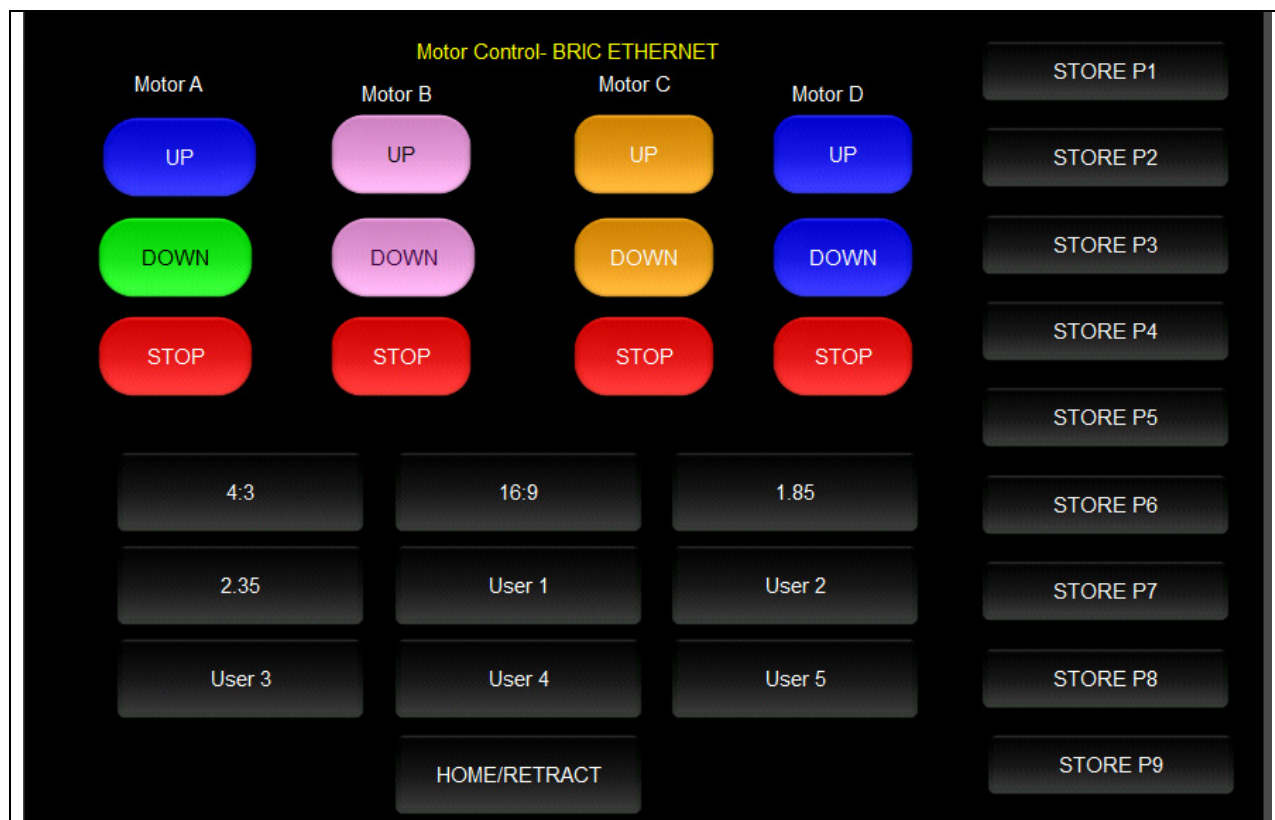 Motor Control- BRIC ETHERNET
Motor A
Motor B
Motor C
Motor D
UP
UP
UP
UP
DOWN
DOWN
DOWN
DOWN
STOP
STOP
STOP
STOP
4:3
16:9
1.85
2.35
User 1
User 2
User 3
User 4
User 5
HOME/RETRACT
STORE P1
STORE P2
STORE P3
STORE P4
STORE P5
STORE P6
STORE P7
STORE P8
STORE P9